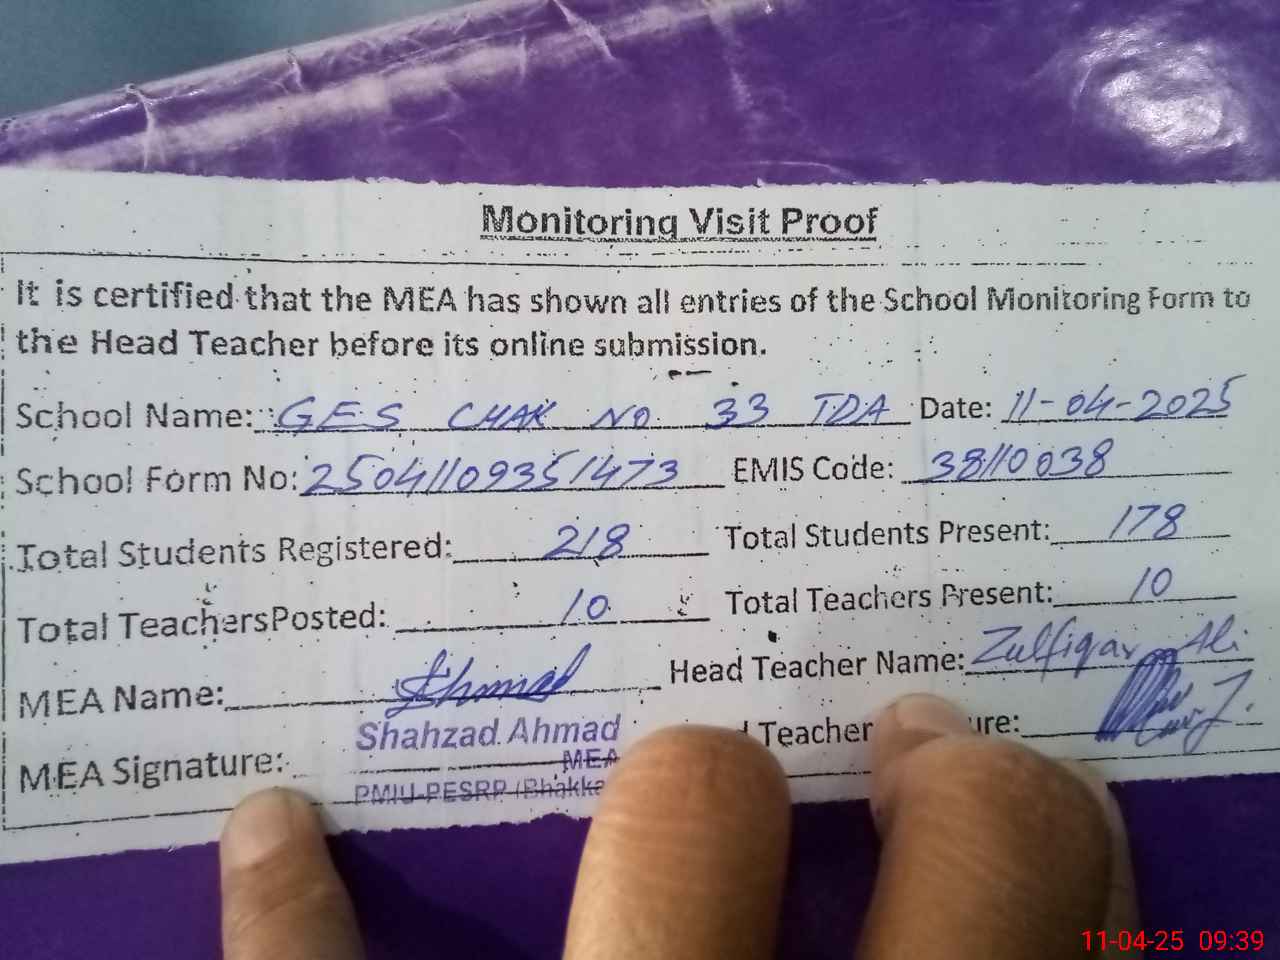 Monitoring Visit Proof
It is certified that the MEA has shown all entries of the School Monitoring Form to
the Head Teacher before its online submission.
School Name: GES CHAK NO 33 TDA Date: 11-04-2025
School Form No: 25041109351473 EMIS Code: 38110038
Total Students Registered: 218 Total Students Present: 178
Total TeachersPosted: 10 Total Teachers Present: 10
MEA Name: Ahmad Head Teacher Name: Zulfiqar Ali
Shahzad Ahmad
MEA Signature: MEA Teacher ure:
PMIU-PESRP (Bhakka
11-04-25 09:39